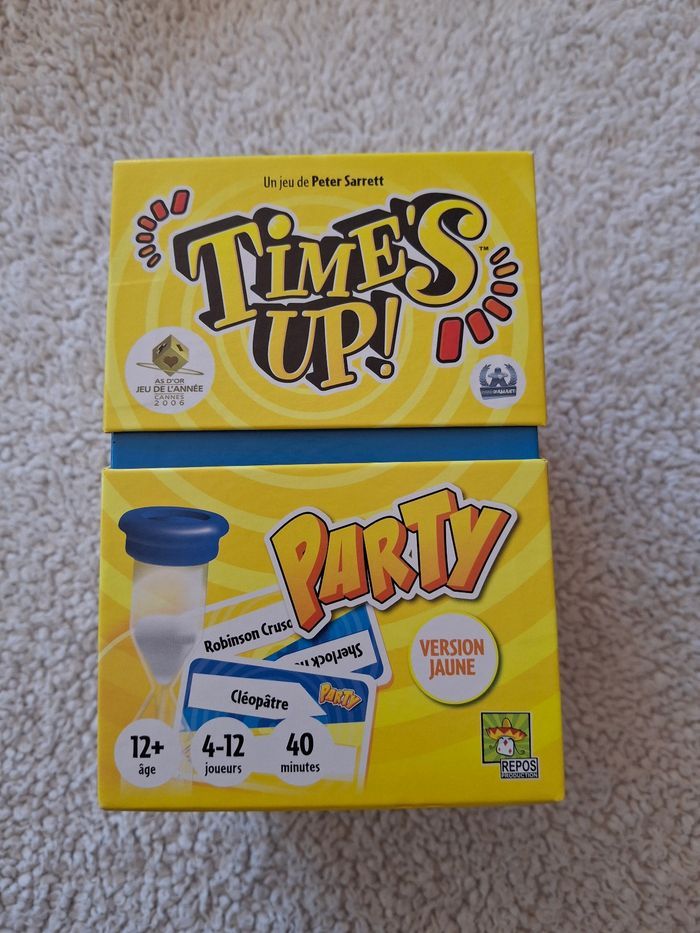 Un jeu de Peter Sarrett
TIME'S
UP!
™
AS D'OR
JEU DE L'ANNÉE
CANNES
2006
PARTY
Robinson Cruso
Sherlock
Cléopâtre
PARTY
VERSION
JAUNE
12+
âge
4-12
joueurs
40
minutes
REPOS
PRODUCTION